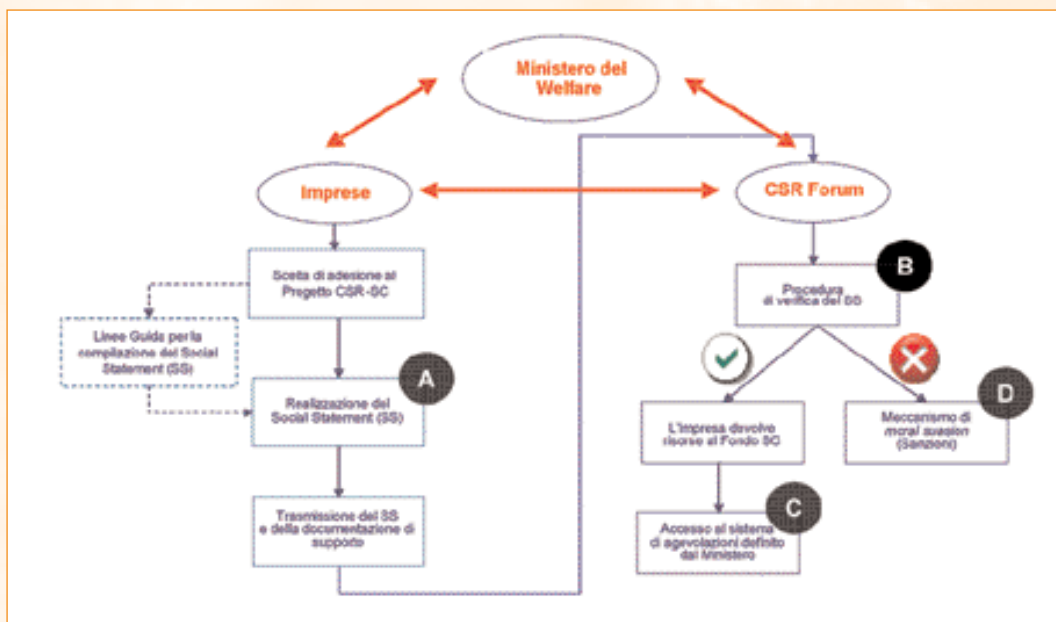 Ministero del
Welfare
Imprese
CSR Forum
Scelta di adesione al
Progetto CSR-SC
Linee Guida per la
compilazione del Social
Statement (SS)
A
Realizzazione del
Social Statement (SS)
Trasmissione del SS
e della documentazione di
supporto
B
Procedura
di verifica del SS
L'impresa devolve
risorse al Fondo SC
D
Meccanismo di
moral suasion
(Sanzioni)
C
Accesso al sistema
di agevolazioni definito
dal Ministero